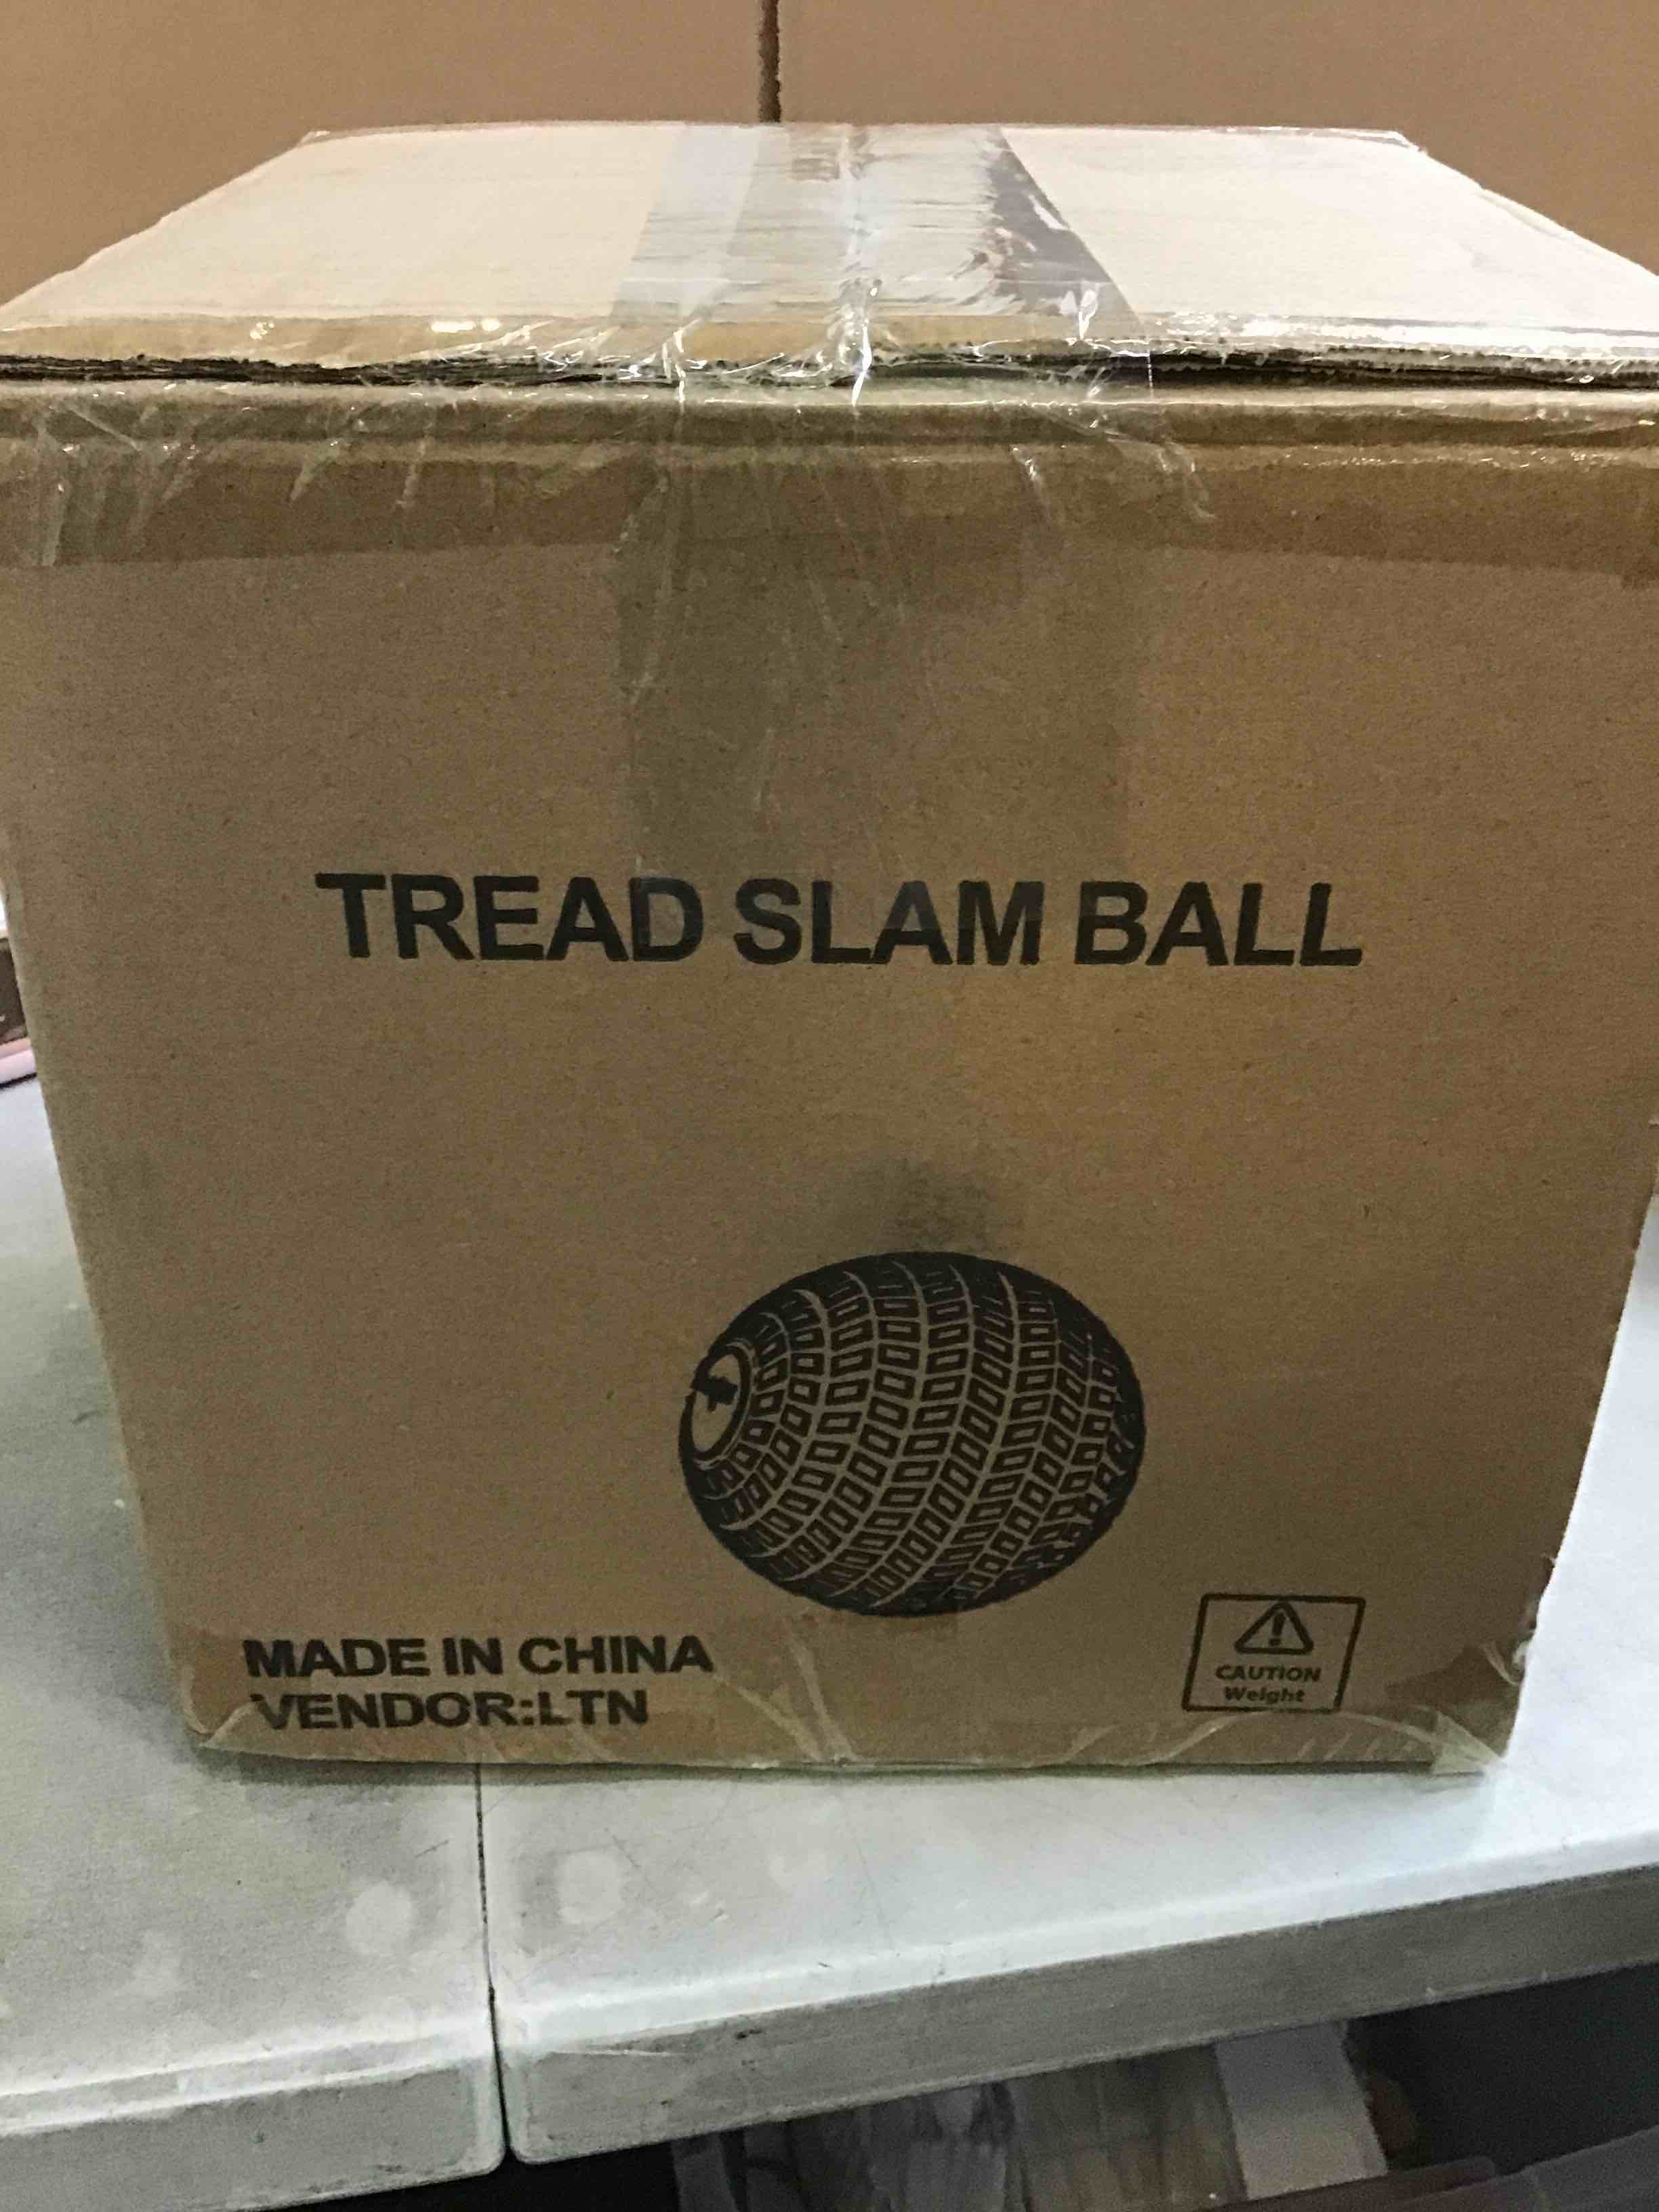 TREAD SLAM BALL
MADE IN CHINA
VENDOR:LTN
CAUTION
Weight